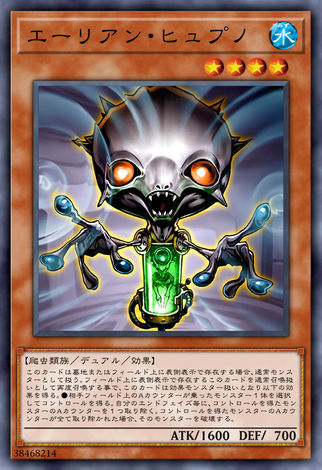 エーリアン・ヒュプノ 水
【爬虫類族／デュアル／効果】
このカードは墓地またはフィールド上に表側表示で存在する場合、通常モン
スターとして扱う。フィールド上に表側表示で存在するこのカードを通常召喚扱
いとして再度召喚する事で、このカードは効果モンスター扱いとなり以下の効
果を得る。●相手フィールド上のAカウンターが乗ったモンスター１体を選択
してコントロールを得る。自分のエンドフェイズ毎に、コントロールを得たモン
スターのAカウンターを１つ取り除く。コントロールを得たモンスターのAカウン
ターが全て取り除かれた場合、そのモンスターを破壊する。
ATK/1600 DEF/ 700
38468214